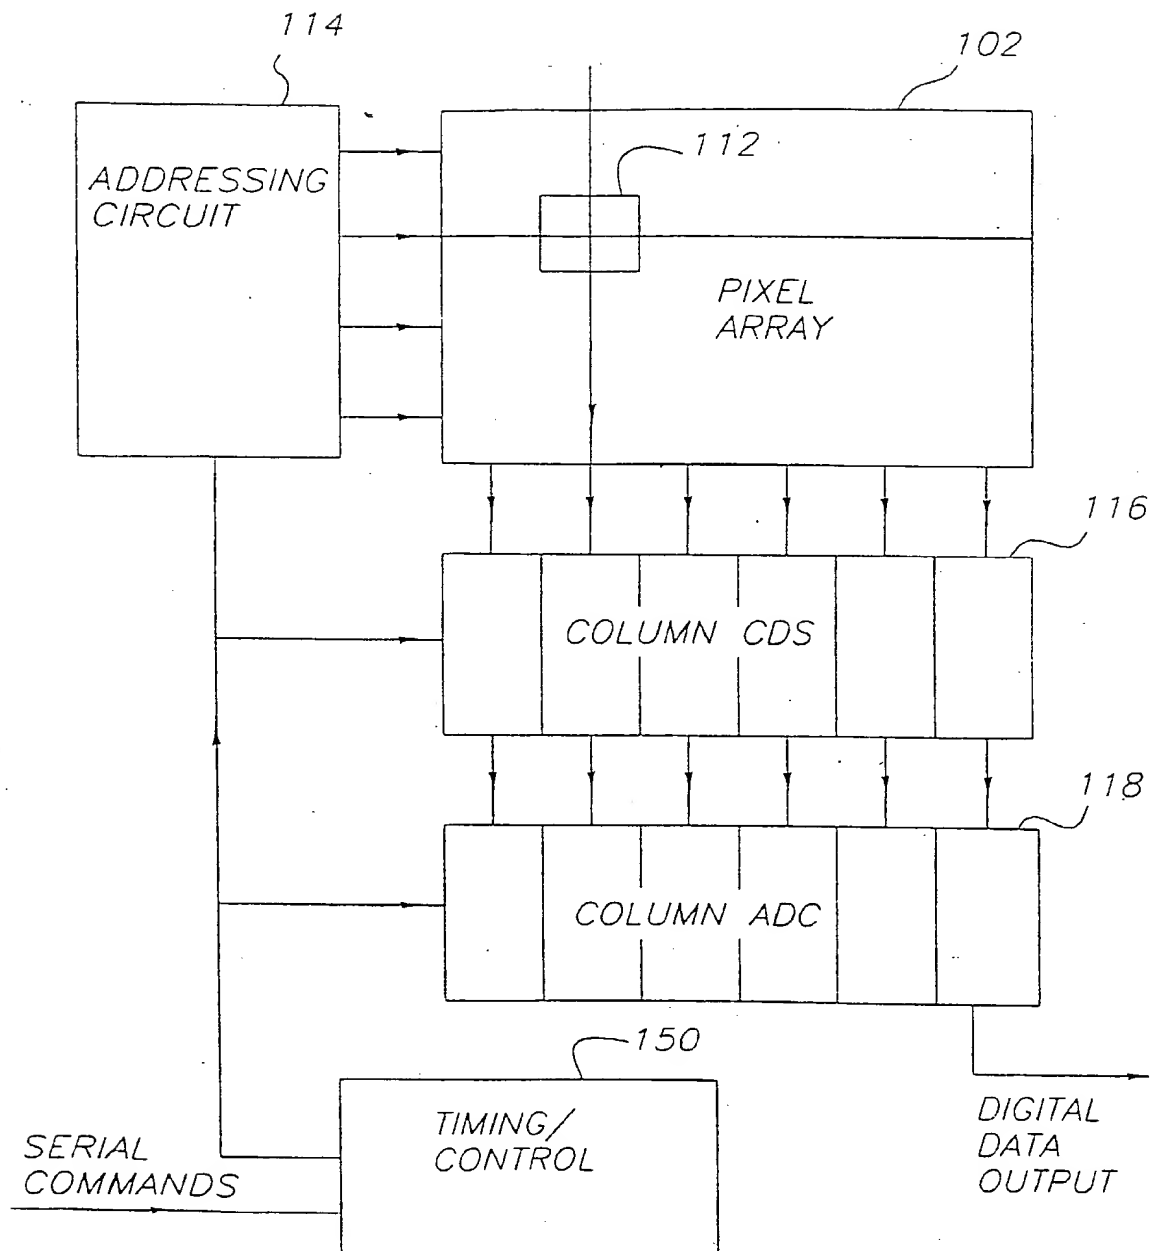 114
102
112
ADDRESSING
CIRCUIT
PIXEL
ARRAY
116
COLUMN CDS
118
COLUMN ADC
150
TIMING/
CONTROL
SERIAL
COMMANDS
DIGITAL
DATA
OUTPUT